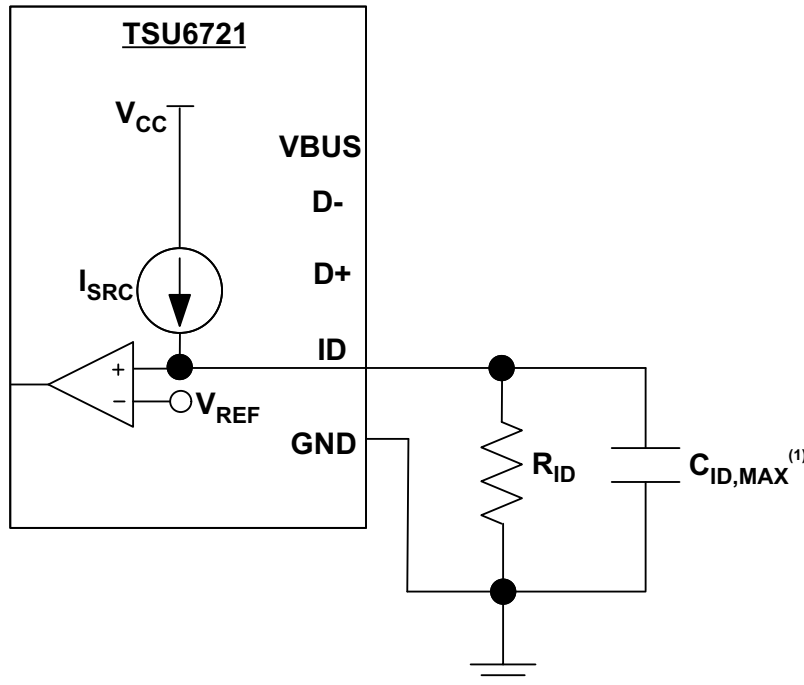 TSU6721
VCC
VBUS
D-
D+
ISRC
ID
+
−
VREF
GND
RID
CID,MAX(1)